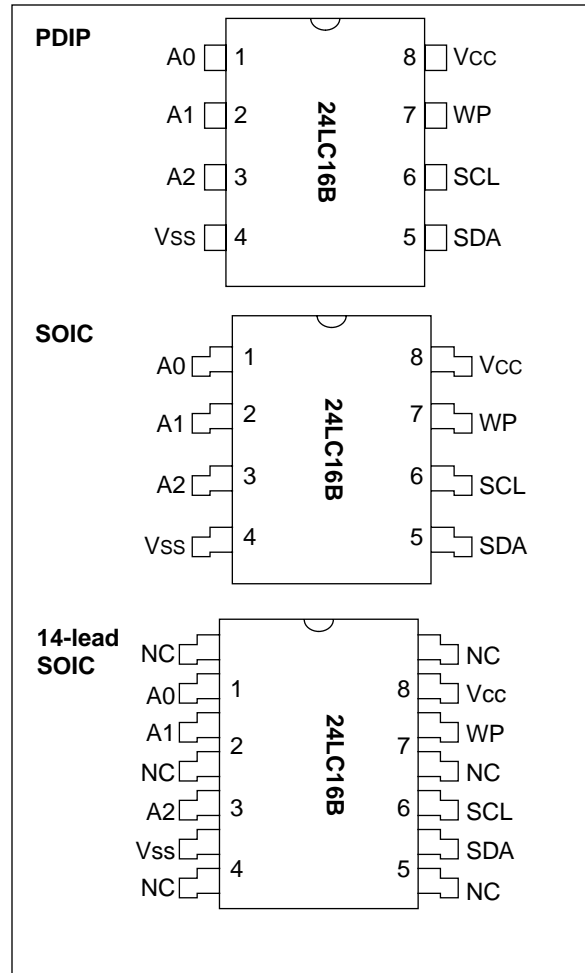 PDIP
A0 1 8 VCC
A1 2 7 WP
A2 3 6 SCL
VSS 4 5 SDA
24LC16B
SOIC
A0 1 8 VCC
A1 2 7 WP
A2 3 6 SCL
VSS 4 5 SDA
24LC16B
14-lead
SOIC
NC NC
A0 1 8 Vcc
A1 WP
2 7
NC NC
A2 3 6 SCL
Vss SDA
4 5
NC NC
24LC16B